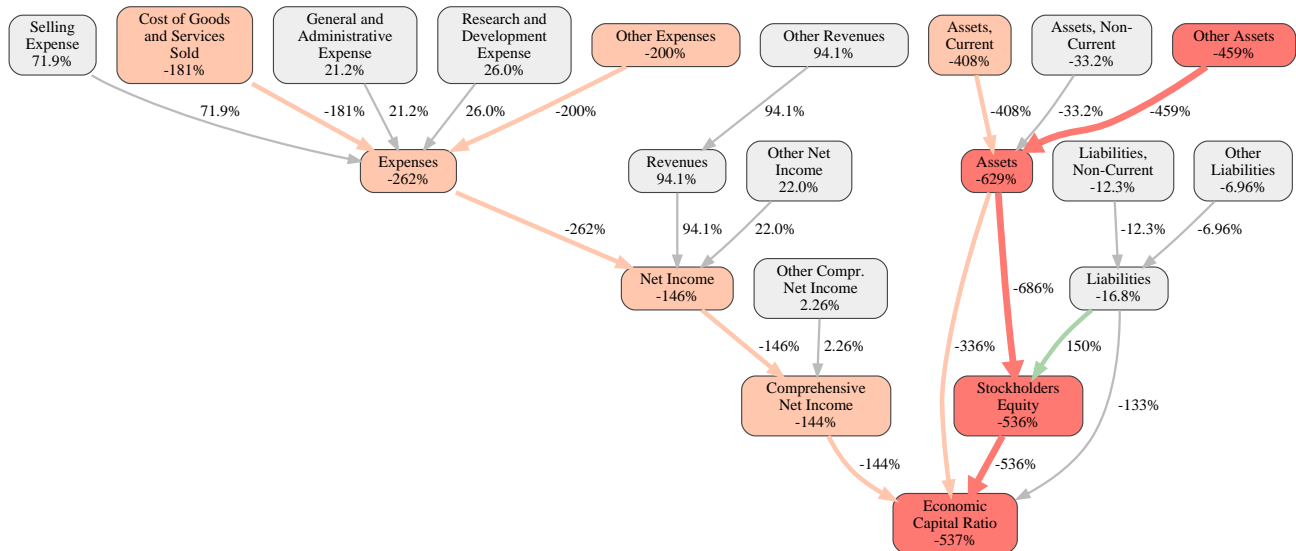 Selling
Expense
71.9%
Cost of Goods
and Services
Sold
-181%
General and
Administrative
Expense
21.2%
Research and
Development
Expense
26.0%
Other Expenses
-200%
Other Revenues
94.1%
Assets,
Current
-408%
Assets, Non-
Current
-33.2%
Other Assets
-459%
71.9%
-181%
21.2%
26.0%
-200%
94.1%
-408%
-33.2%
-459%
Expenses
-262%
Revenues
94.1%
Other Net
Income
22.0%
Assets
-629%
Liabilities,
Non-Current
-12.3%
Other
Liabilities
-6.96%
-262%
94.1%
22.0%
-12.3%
-6.96%
Net Income
-146%
Other Compr.
Net Income
2.26%
-686%
Liabilities
-16.8%
-146%
2.26%
-336%
150%
Comprehensive
Net Income
-144%
Stockholders
Equity
-536%
-133%
-144%
-536%
Economic
Capital Ratio
-537%